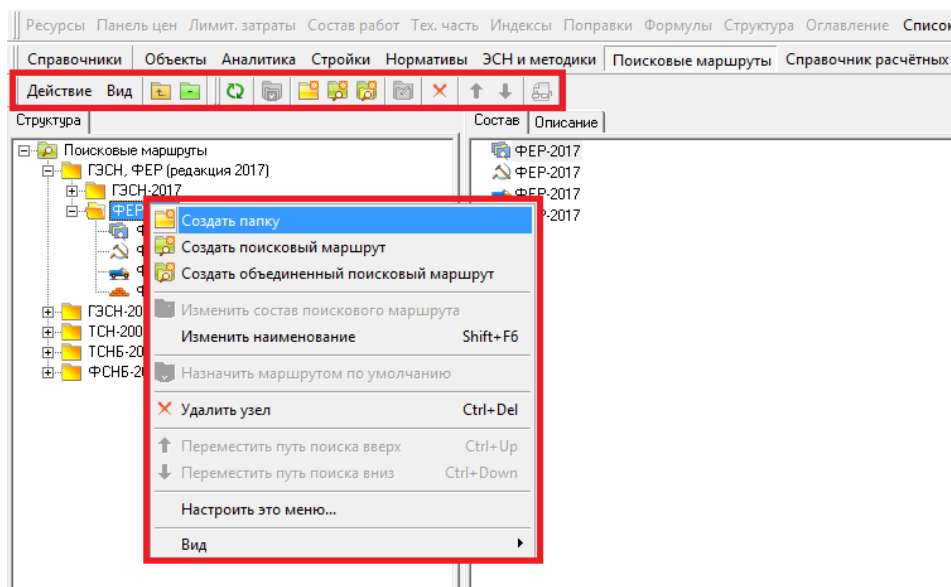 Ресурсы Панель цен Лимит. затраты Состав работ Тех. часть Индексы Поправки Формулы Структура Оглавление
Справочники Объекты Аналитика Стройки Нормативы ЭСН и методики Поисковые маршруты Справочник расчётных
Действие Вид
Структура Состав Описание
Поисковые маршруты
ГЭСН, ФЕР (редакция 2017)
ГЭСН-2017
ФЕР-2017
ФЕР-2017
ФЕР-2017
Создать папку
Создать поисковый маршрут
Создать объединенный поисковый маршрут
Изменить состав поискового маршрута
Изменить наименование Shift+F6
Назначить маршрутом по умолчанию
Удалить узел Ctrl+Del
Переместить путь поиска вверх Ctrl+Up
Переместить путь поиска вниз Ctrl+Down
Настроить это меню...
Вид